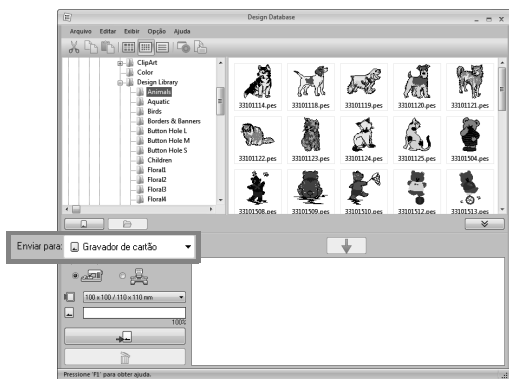 Design Database
Arquivo Editar Exibir Opção Ajuda
ClipArt
Color
Design Library
Animals
Aquatic
Birds
Borders & Banners
Button Hole L
Button Hole M
Button Hole S
Children
Floral1
Floral2
Floral3
Floral4
33101114.pes 33101118.pes 33101119.pes 33101120.pes 33101121.pes
33101122.pes 33101123.pes 33101124.pes 33101125.pes 33101504.pes
33101508.pes 33101509.pes 33101510.pes 33101512.pes 33101513.pes
Enviar para: Gravador de cartão
100 x 100 / 110 x 110 mm
100%
Pressione 'F1' para obter ajuda.